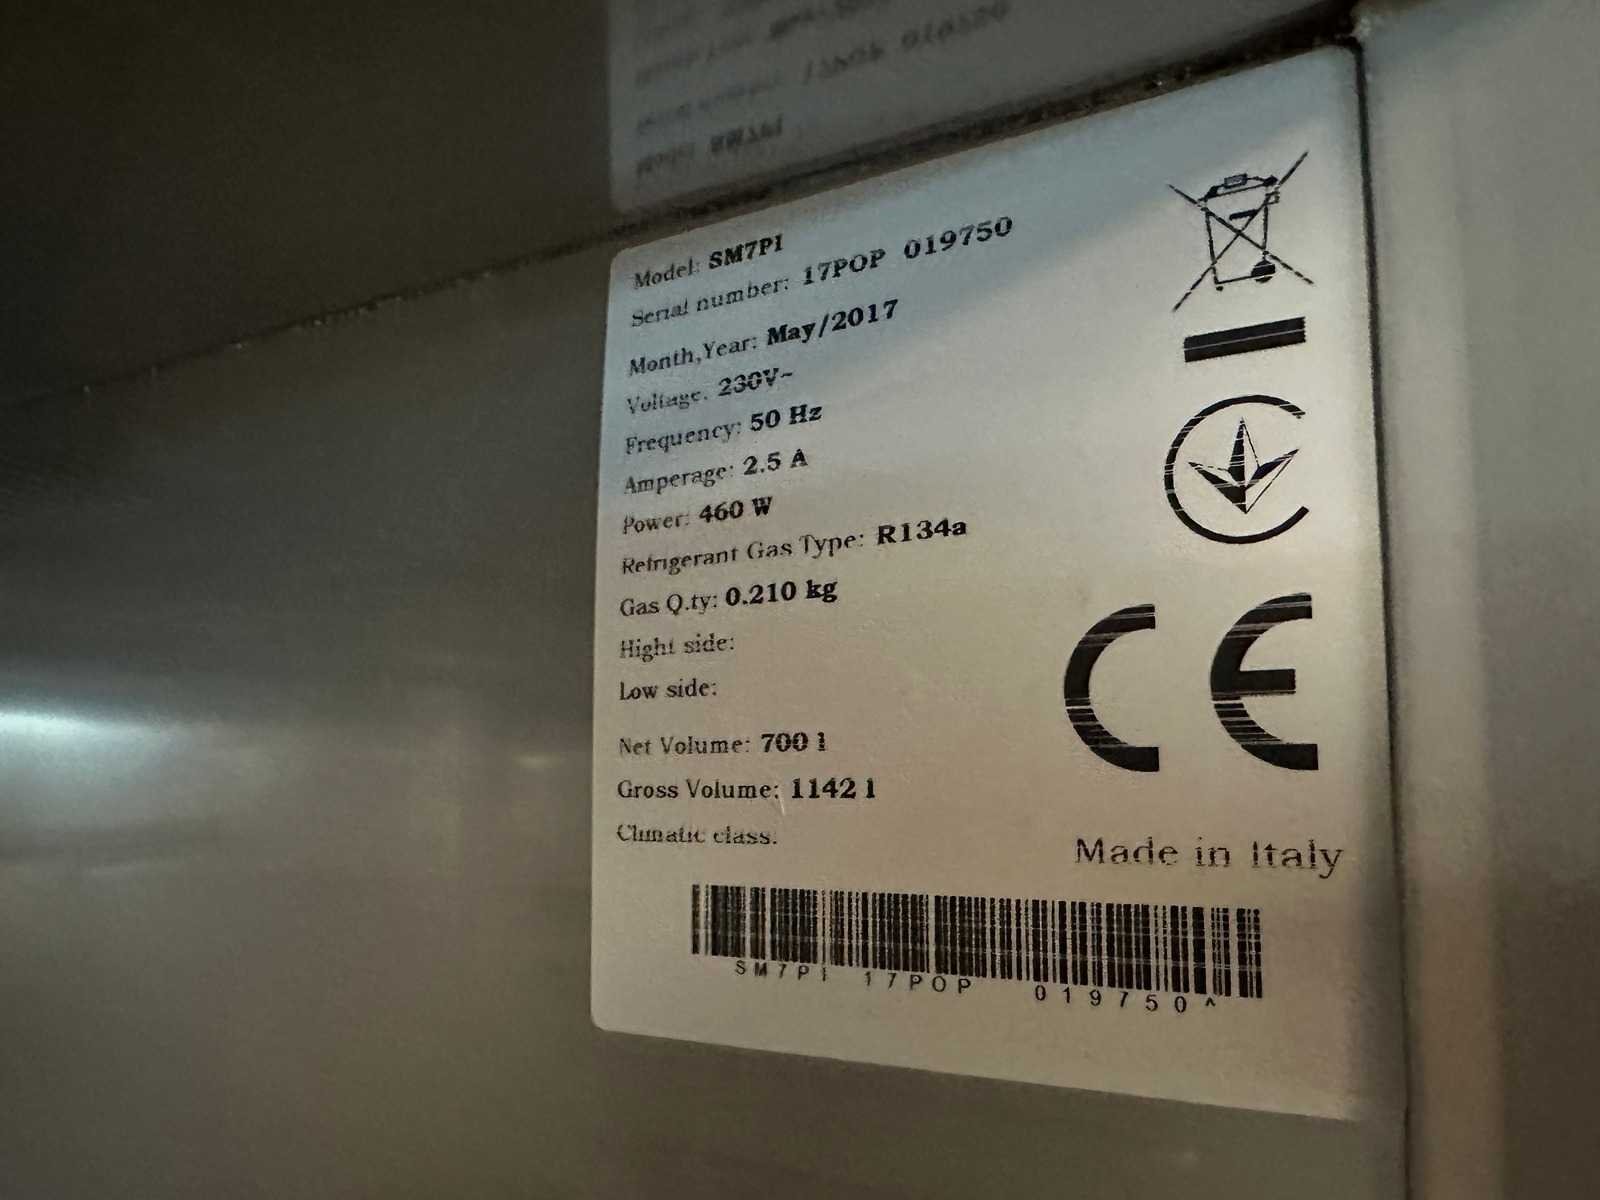 Model: SM7PI
Serial number: 17POP 019750
Month,Year: May/2017
Voltage: 230V~
Frequency: 50 Hz
Amperage: 2.5 A
Power: 460 W
Refrigerant Gas Type: R134a
Gas Q.ty: 0.210 kg
Hight side:
Low side:
Net Volume: 700 l
Gross Volume: 1142 l
Climatic class:
CE
Made in Italy
SM7PI 17POP 019750^